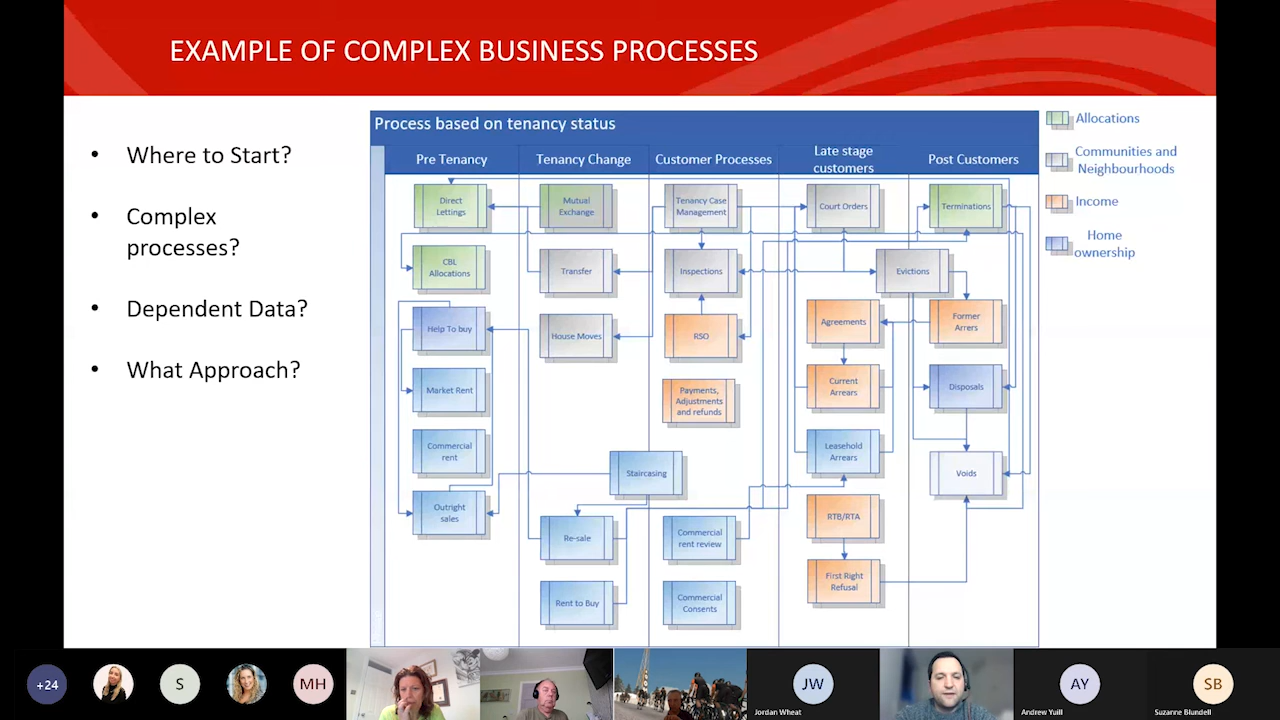 EXAMPLE OF COMPLEX BUSINESS PROCESSES
• Where to Start?
• Complex
processes?
• Dependent Data?
• What Approach?
Process based on tenancy status
Pre Tenancy
Tenancy Change
Customer Processes
Late stage
customers
Post Customers
Direct
Lettings
Mutual
Exchange
Tenancy Case
Management
Court Orders
Terminations
CBL
Allocations
Transfer
Inspections
Evictions
Help To buy
House Moves
RSO
Agreements
Former
Arrers
Market Rent
Payments,
Adjustments
and refunds
Current
Arrears
Disposals
Commercial
rent
Staircasing
Leasehold
Arrears
Voids
Outright
sales
Re-sale
Commercial
rent review
RTB/RTA
Rent to Buy
Commercial
Consents
First Right
Refusal
Allocations
Communities and
Neighbourhoods
Income
Home
ownership
+24
S
MH
JW
Jordan Wheat
AY
Andrew Yuill
SB
Suzanne Blundell